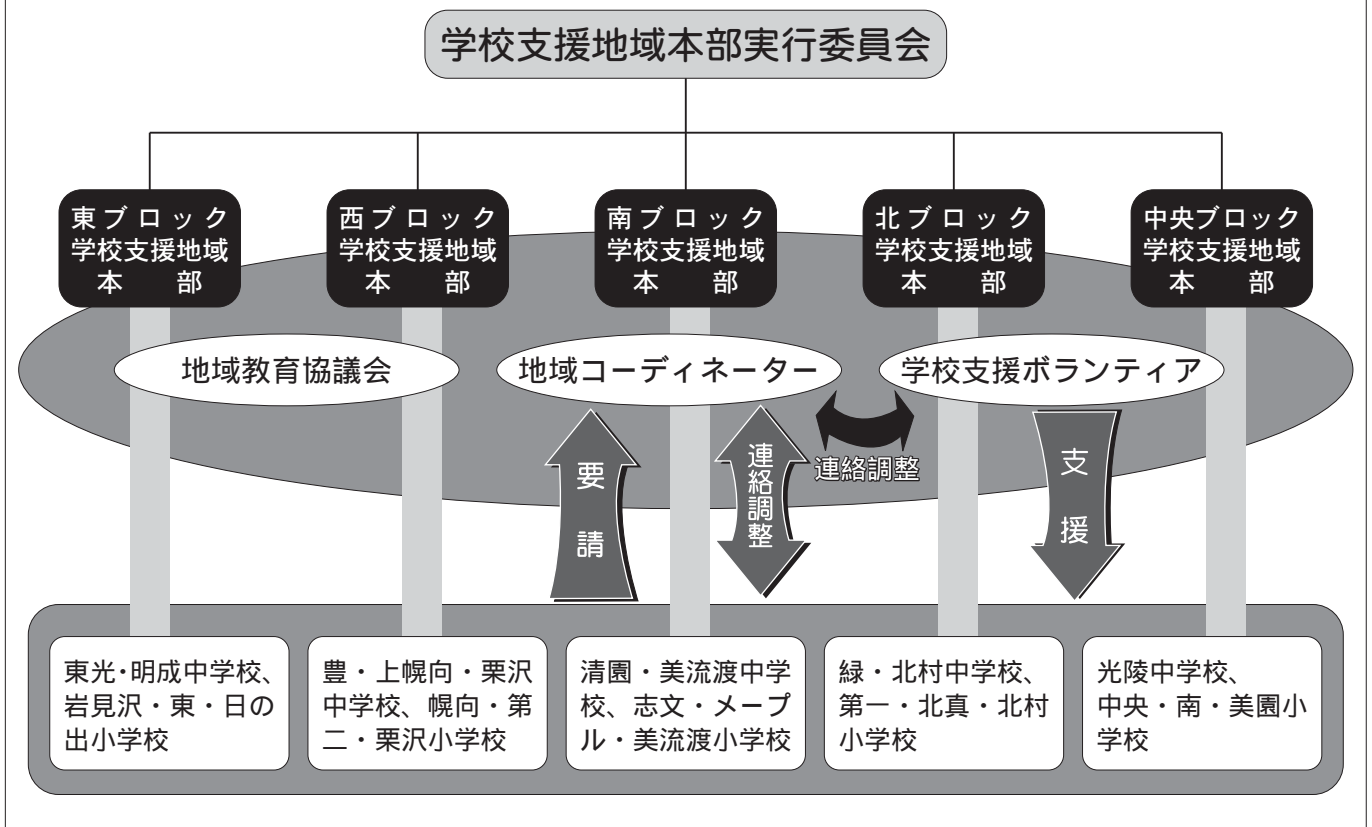 学校支援地域本部実行委員会
東ブロック
学校支援地域
本部
西ブロック
学校支援地域
本部
南ブロック
学校支援地域
本部
北ブロック
学校支援地域
本部
中央ブロック
学校支援地域
本部
地域教育協議会
地域コーディネーター
学校支援ボランティア
要請
連絡調整
連絡調整
支援
東光・明成中学校、
岩見沢・東・日の
出小学校
豊・上幌向・栗沢
中学校、幌向・第
二・栗沢小学校
清園・美流渡中学
校、志文・メープ
ル・美流渡小学校
緑・北村中学校、
第一・北真・北村
小学校
光陵中学校、
中央・南・美園小
学校